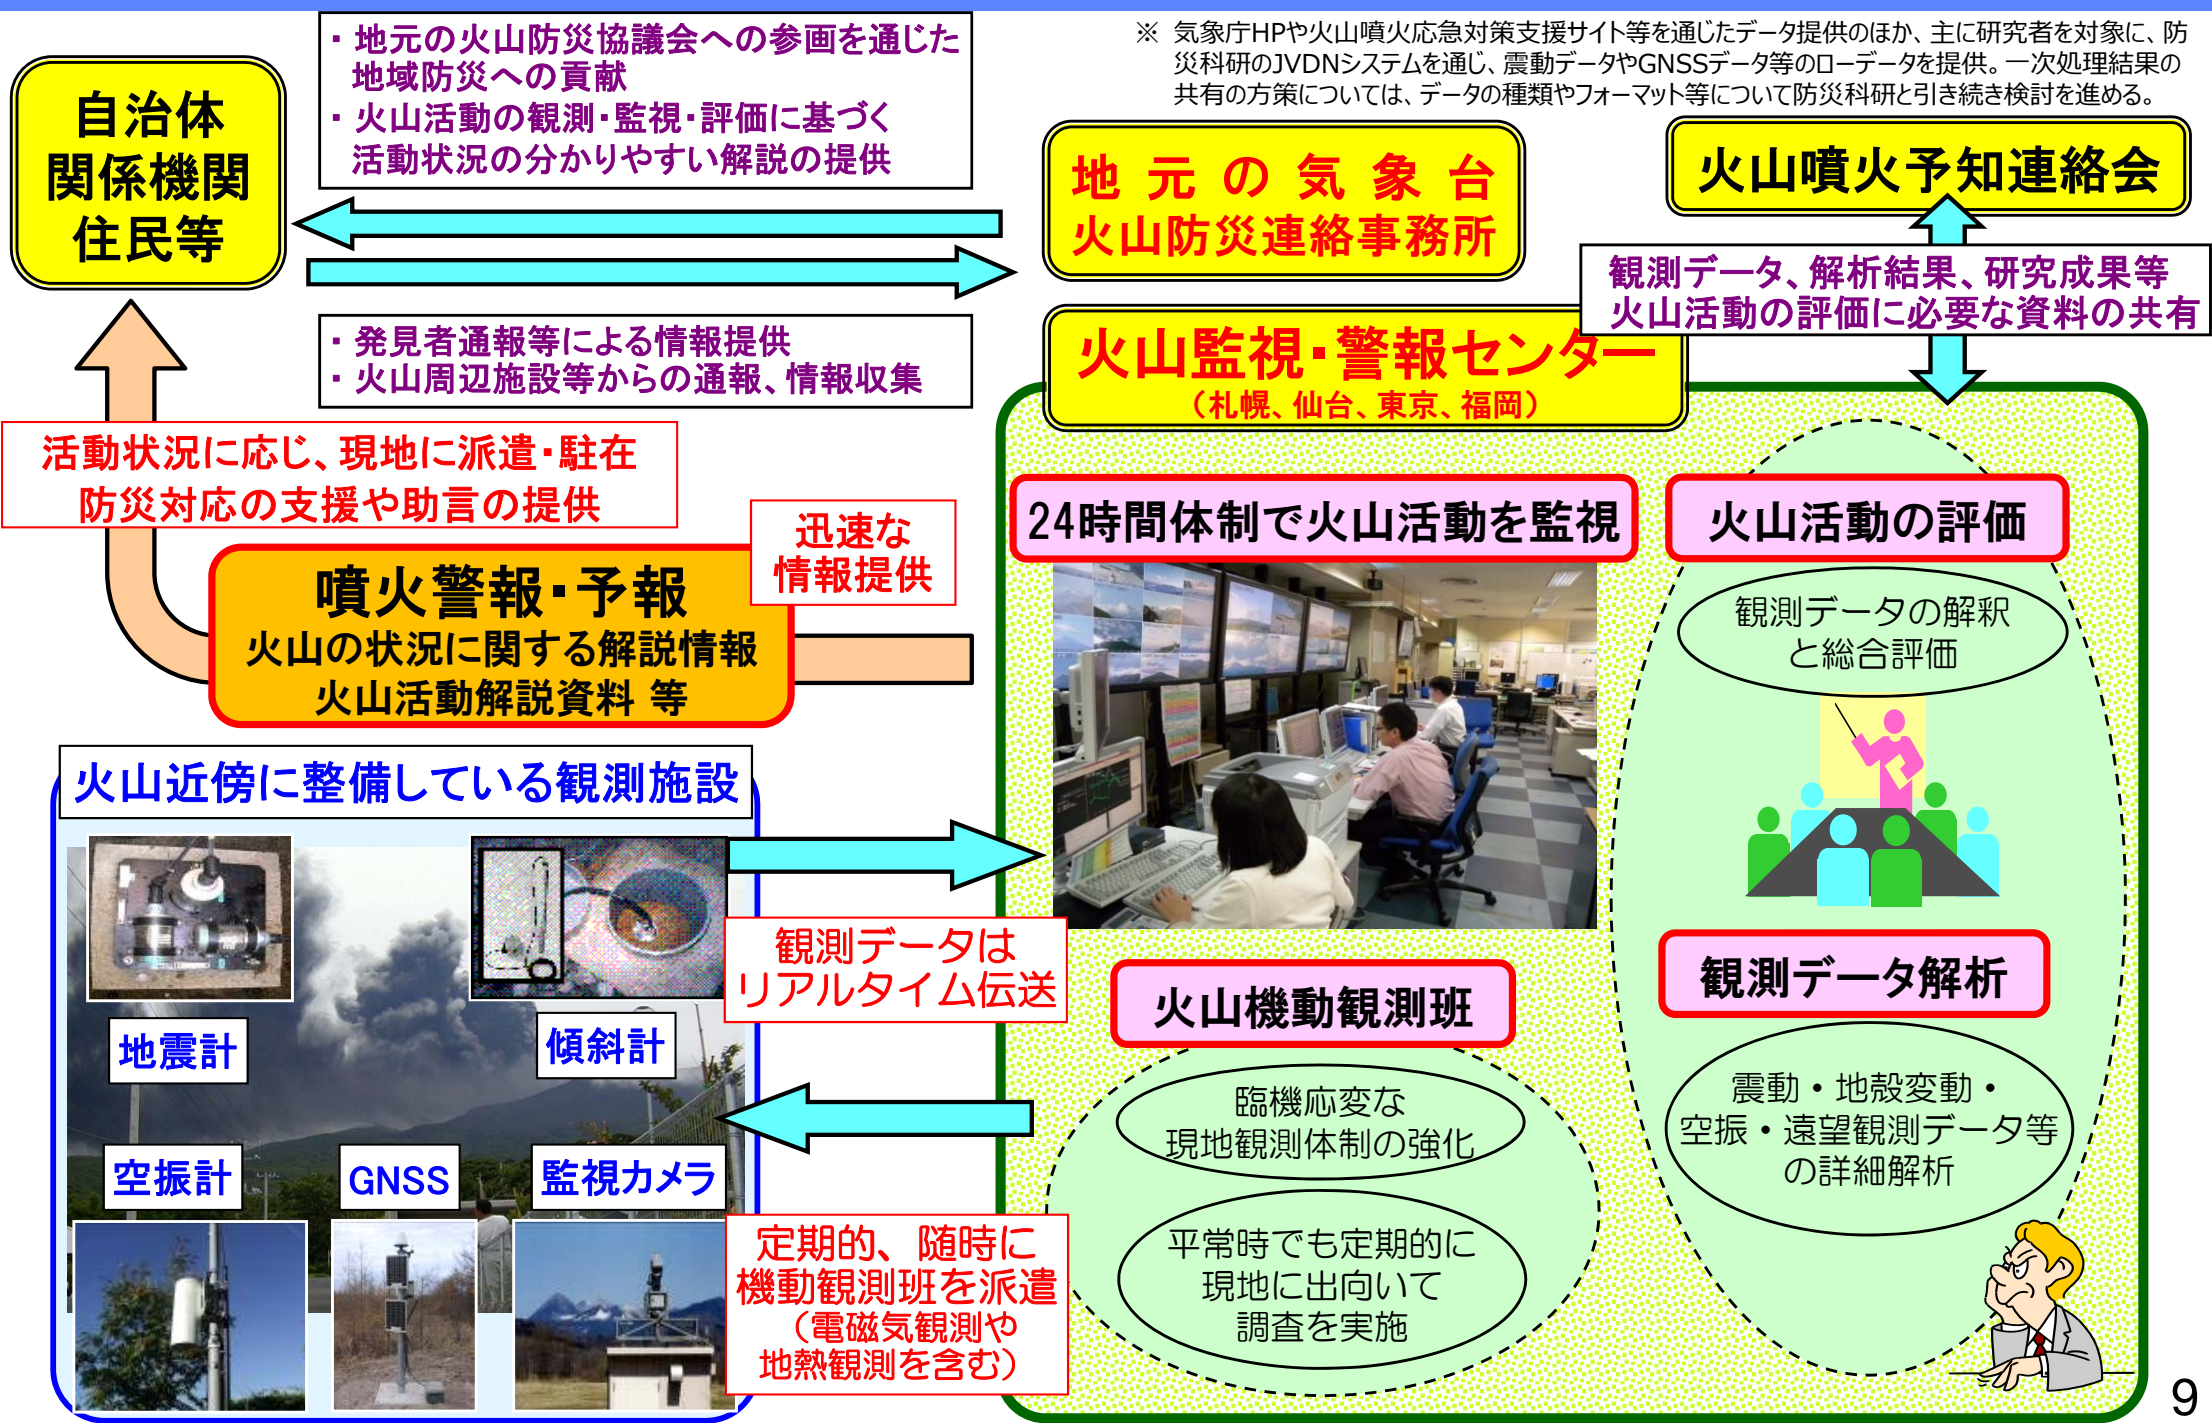 ※ 気象庁HPや火山噴火応急対策支援サイト等を通じたデータ提供のほか、主に研究者を対象に、防
災科研のJVDNシステムを通じ、震動データやGNSSデータ等のローデータを提供。一次処理結果の
共有の方策については、データの種類やフォーマット等について防災科研と引き続き検討を進める。
自治体
関係機関
住民等
・地元の火山防災協議会への参画を通じた
地域防災への貢献
・火山活動の観測・監視・評価に基づく
活動状況の分かりやすい解説の提供
地元の気象台
火山防災連絡事務所
火山噴火予知連絡会
観測データ、解析結果、研究成果等
火山活動の評価に必要な資料の共有
・発見者通報等による情報提供
・火山周辺施設等からの通報、情報収集
火山監視・警報センター
（札幌、仙台、東京、福岡）
活動状況に応じ、現地に派遣・駐在
防災対応の支援や助言の提供
迅速な
情報提供
噴火警報・予報
火山の状況に関する解説情報
火山活動解説資料 等
24時間体制で火山活動を監視
火山活動の評価
観測データの解釈
と総合評価
火山近傍に整備している観測施設
地震計
傾斜計
空振計
GNSS
監視カメラ
観測データは
リアルタイム伝送
定期的、随時に
機動観測班を派遣
（電磁気観測や
地熱観測を含む）
火山機動観測班
臨機応変な
現地観測体制の強化
平常時でも定期的に
現地に出向いて
調査を実施
観測データ解析
震動・地殻変動・
空振・遠望観測データ等
の詳細解析
9